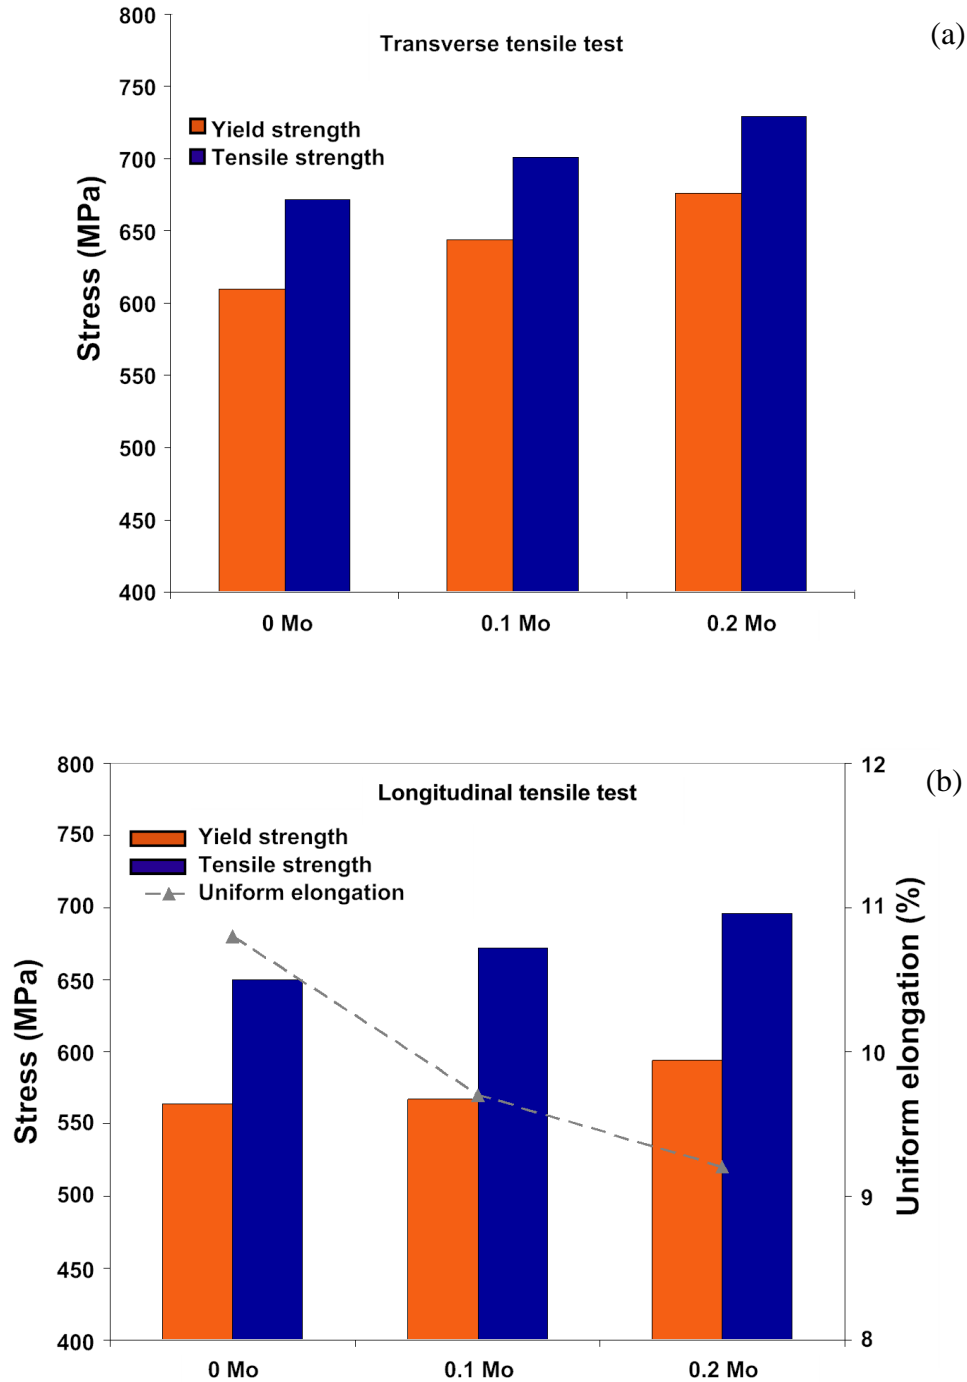 (a)
Transverse tensile test
Yield strength
Tensile strength
Stress (MPa)
800
750
700
650
600
550
500
450
400
0 Mo
0.1 Mo
0.2 Mo
(b)
Longitudinal tensile test
Yield strength
Tensile strength
Uniform elongation
Stress (MPa)
800
750
700
650
600
550
500
450
400
0 Mo
0.1 Mo
0.2 Mo
12
11
10
9
8
Uniform elongation (%)